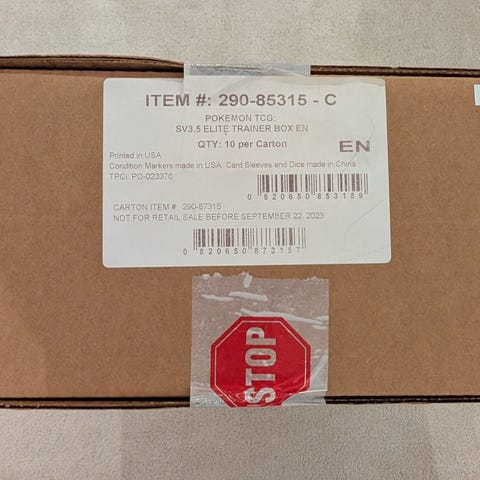 ITEM #: 290-85315 - C
POKEMON TCG:
SV3.5 ELITE TRAINER BOX EN
QTY: 10 per Carton
EN
Printed in USA
Condition Markers made in USA. Card Sleeves and Dice made in China
TPCi: PO-023376
0 820650 853159
CARTON ITEM #: 290-87315
NOT FOR RETAIL SALE BEFORE SEPTEMBER 22, 2023
0 820650 873157
STOP